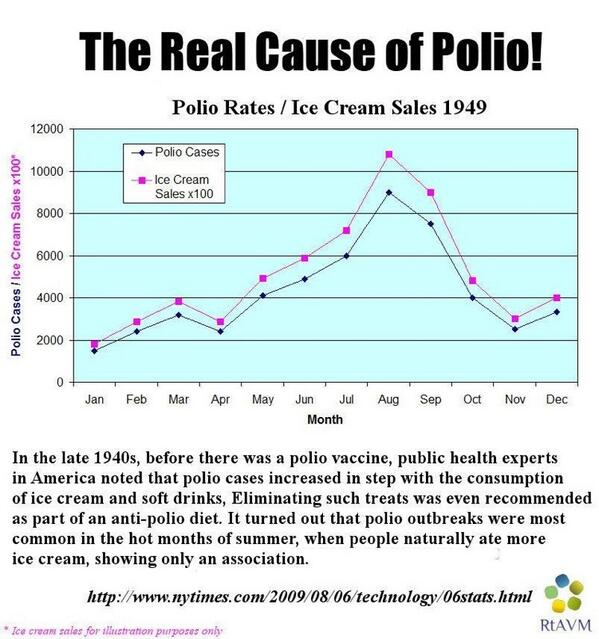 The Real Cause of Polio!
Polio Rates / Ice Cream Sales 1949
Polio Cases / Ice Cream Sales x100*
12000
10000
8000
6000
4000
2000
0
Polio Cases
Ice Cream
Sales x100
Jan Feb Mar Apr May Jun Jul Aug Sep Oct Nov Dec
Month
In the late 1940s, before there was a polio vaccine, public health experts
in America noted that polio cases increased in step with the consumption
of ice cream and soft drinks, Eliminating such treats was even recommended
as part of an anti-polio diet. It turned out that polio outbreaks were most
common in the hot months of summer, when people naturally ate more
ice cream, showing only an association.
http://www.nytimes.com/2009/08/06/technology/06stats.html
RtAVM
* Ice cream sales for illustration purposes only